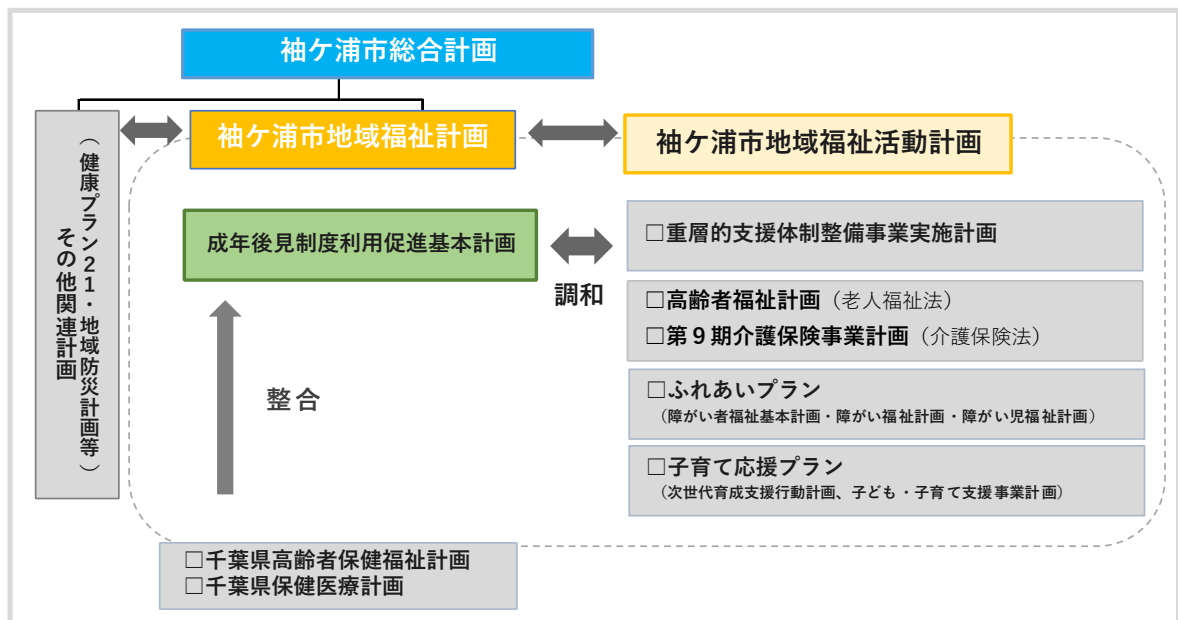 袖ケ浦市総合計画
袖ケ浦市地域福祉計画
袖ケ浦市地域福祉活動計画
その他関連計画
（健康プラン21・地域防災計画等）
成年後見制度利用促進基本計画
調和
整合
□重層的支援体制整備事業実施計画
□高齢者福祉計画（老人福祉法）
□第９期介護保険事業計画（介護保険法）
□ふれあいプラン
（障がい者福祉基本計画・障がい福祉計画・障がい児福祉計画）
□子育て応援プラン
（次世代育成支援行動計画、子ども・子育て支援事業計画）
□千葉県高齢者保健福祉計画
□千葉県保健医療計画